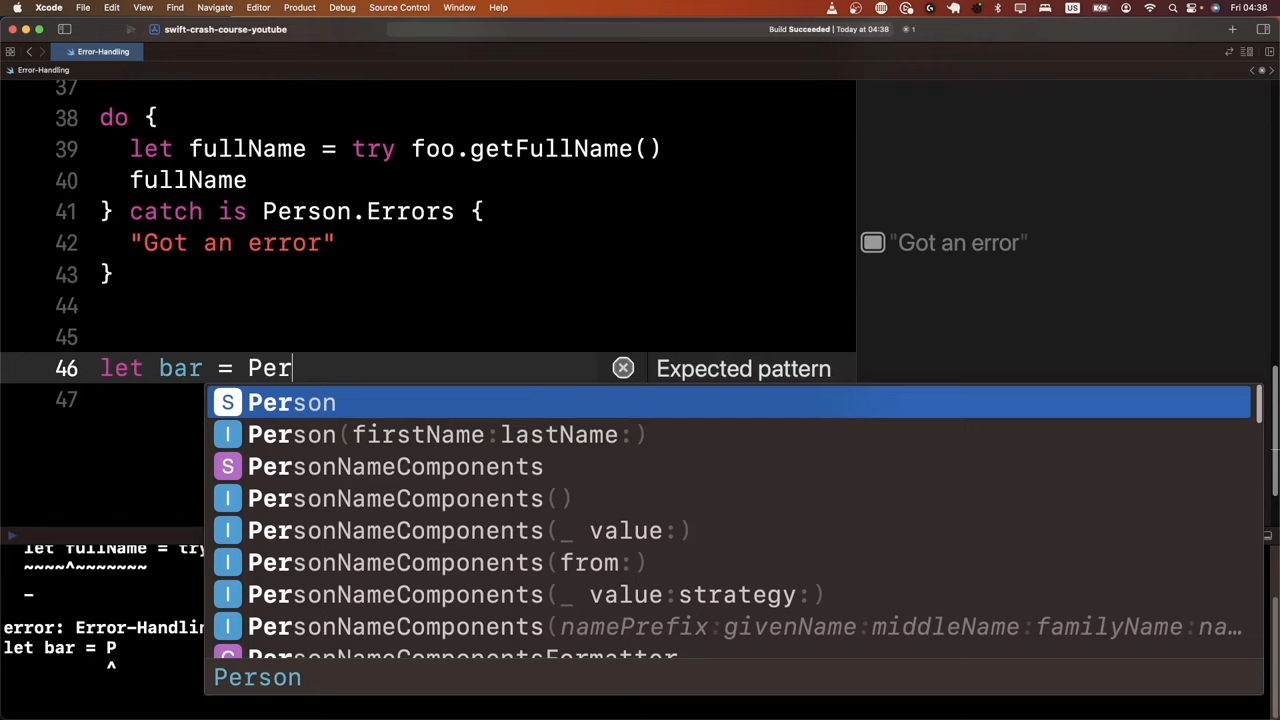 Xcode File Edit View Navigate Editor Product Debug Source Control Window Help US Fri 04:38
swift-crash-course-youtube Build Succeeded | Today at 04:38 1
Error-Handling
Error-Handling
37
38 do {
39 let fullName = try foo.getFullName()
40 fullName
41 } catch is Person.Errors {
42 "Got an error" "Got an error"
43 }
44
45
46 let bar = Per Expected pattern
47
S Person
I Person(firstName:lastName:)
S PersonNameComponents
I PersonNameComponents()
I PersonNameComponents(_ value:)
I PersonNameComponents(from:)
I PersonNameComponents(_ value:strategy:)
I PersonNameComponents(namePrefix:givenName:middleName:familyName:na...
C PersonNameComponentsFormatter
Person
let fullName = try
~~~~^~~~~~~~
_
error: Error-Handlin
let bar = P
^